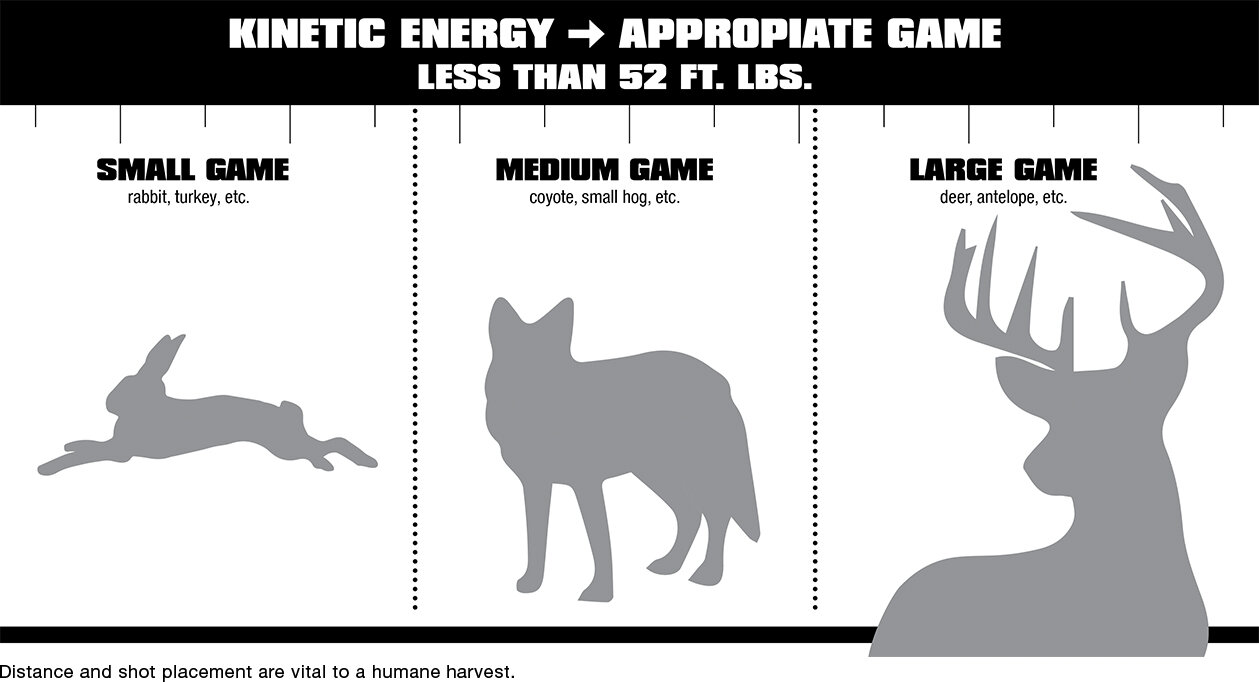 KINETIC ENERGY → APPROPIATE GAME
LESS THAN 52 FT. LBS.
SMALL GAME
rabbit, turkey, etc.
MEDIUM GAME
coyote, small hog, etc.
LARGE GAME
deer, antelope, etc.
Distance and shot placement are vital to a humane harvest.